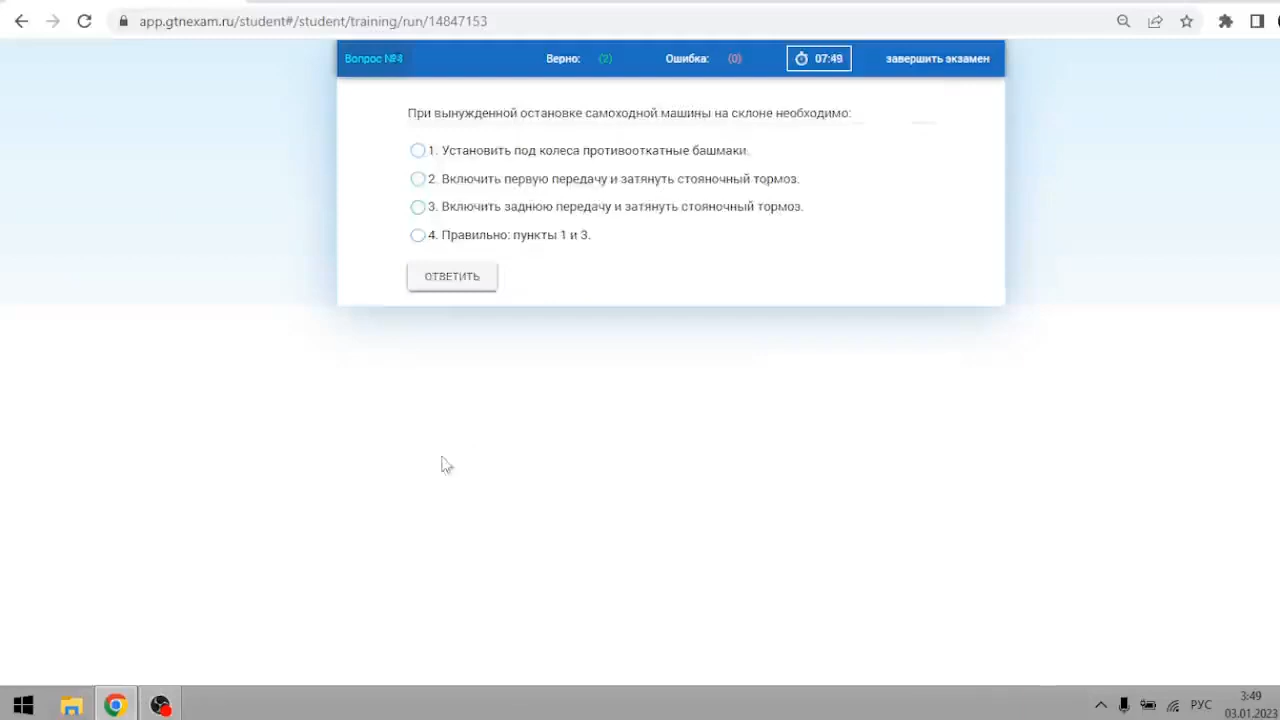 app.gtnexam.ru/student#/student/training/run/14847153
Вопрос №4 Верно: (2) Ошибка: (0) 07:49 завершить экзамен
При вынужденной остановке самоходной машины на склоне необходимо:
1. Установить под колеса противооткатные башмаки.
2. Включить первую передачу и затянуть стояночный тормоз.
3. Включить заднюю передачу и затянуть стояночный тормоз.
4. Правильно: пункты 1 и 3.
ОТВЕТИТЬ
РУС
3:49
03.01.2023